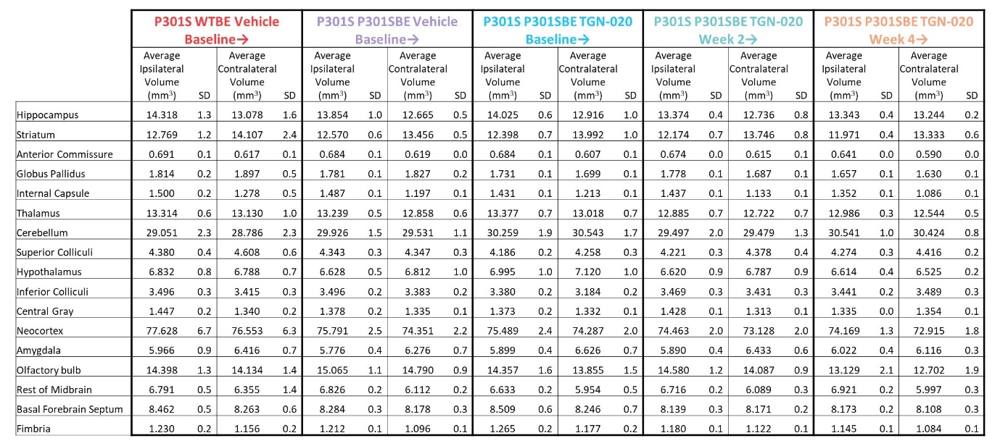 P301S WTBE Vehicle Baseline→ P301S P301SBE Vehicle Baseline→ P301S P301SBE TGN-020 Baseline→ P301S P301SBE TGN-020 Week 2→ P301S P301SBE TGN-020 Week 4→
Average Ipsilateral Volume (mm³) SD Average Contralateral Volume (mm³) SD Average Ipsilateral Volume (mm³) SD Average Contralateral Volume (mm³) SD Average Ipsilateral Volume (mm³) SD Average Contralateral Volume (mm³) SD Average Ipsilateral Volume (mm³) SD Average Contralateral Volume (mm³) SD Average Ipsilateral Volume (mm³) SD Average Contralateral Volume (mm³) SD
Hippocampus 14.318 1.3 13.078 1.6 13.854 1.0 12.665 0.5 14.025 0.6 12.916 1.0 13.374 0.4 12.736 0.8 13.343 0.4 13.244 0.2
Striatum 12.769 1.2 14.107 2.4 12.570 0.6 13.456 0.5 12.398 0.7 13.992 1.0 12.174 0.7 13.746 0.8 11.971 0.4 13.333 0.6
Anterior Commissure 0.691 0.1 0.617 0.1 0.684 0.1 0.619 0.0 0.684 0.1 0.607 0.1 0.674 0.0 0.615 0.1 0.641 0.0 0.590 0.0
Globus Pallidus 1.814 0.2 1.897 0.5 1.781 0.1 1.827 0.2 1.731 0.1 1.699 0.1 1.778 0.1 1.687 0.1 1.657 0.1 1.630 0.1
Internal Capsule 1.500 0.2 1.278 0.5 1.487 0.1 1.197 0.1 1.431 0.1 1.213 0.1 1.437 0.1 1.133 0.1 1.352 0.1 1.086 0.1
Thalamus 13.314 0.6 13.130 1.0 13.239 0.5 12.858 0.6 13.377 0.7 13.018 0.7 12.885 0.7 12.722 0.7 12.986 0.3 12.544 0.5
Cerebellum 29.051 2.3 28.786 2.3 29.926 1.5 29.531 1.1 30.259 1.9 30.543 1.7 29.497 2.0 29.479 1.3 30.541 1.0 30.424 0.8
Superior Colliculi 4.380 0.4 4.608 0.6 4.343 0.3 4.347 0.3 4.186 0.2 4.258 0.3 4.221 0.3 4.378 0.4 4.274 0.3 4.416 0.2
Hypothalamus 6.832 0.8 6.788 0.7 6.628 0.5 6.812 1.0 6.995 1.0 7.120 1.0 6.620 0.9 6.787 0.9 6.614 0.4 6.525 0.2
Inferior Colliculi 3.496 0.3 3.415 0.3 3.496 0.2 3.383 0.2 3.380 0.2 3.184 0.2 3.469 0.3 3.431 0.3 3.441 0.2 3.489 0.3
Central Gray 1.447 0.2 1.340 0.2 1.378 0.2 1.335 0.1 1.373 0.2 1.332 0.1 1.428 0.1 1.313 0.1 1.335 0.0 1.354 0.1
Neocortex 77.628 6.7 76.553 6.3 75.791 2.5 74.351 2.2 75.489 2.4 74.287 2.0 74.463 2.0 73.128 2.0 74.169 1.3 72.915 1.8
Amygdala 5.966 0.9 6.416 0.7 5.776 0.4 6.276 0.7 5.899 0.4 6.626 0.7 5.890 0.4 6.433 0.6 6.022 0.4 6.116 0.3
Olfactory bulb 14.398 1.3 14.134 1.4 15.065 1.1 14.790 0.9 14.357 1.6 13.855 1.5 14.580 1.2 14.087 0.9 13.129 2.1 12.702 1.9
Rest of Midbrain 6.791 0.5 6.355 1.4 6.826 0.2 6.112 0.2 6.633 0.2 5.954 0.5 6.716 0.2 6.089 0.3 6.921 0.2 5.997 0.3
Basal Forebrain Septum 8.462 0.5 8.263 0.6 8.284 0.3 8.178 0.3 8.509 0.6 8.246 0.7 8.139 0.3 8.171 0.2 8.173 0.2 8.108 0.3
Fimbria 1.230 0.2 1.156 0.2 1.212 0.1 1.096 0.1 1.265 0.2 1.177 0.2 1.180 0.1 1.122 0.1 1.145 0.1 1.084 0.1